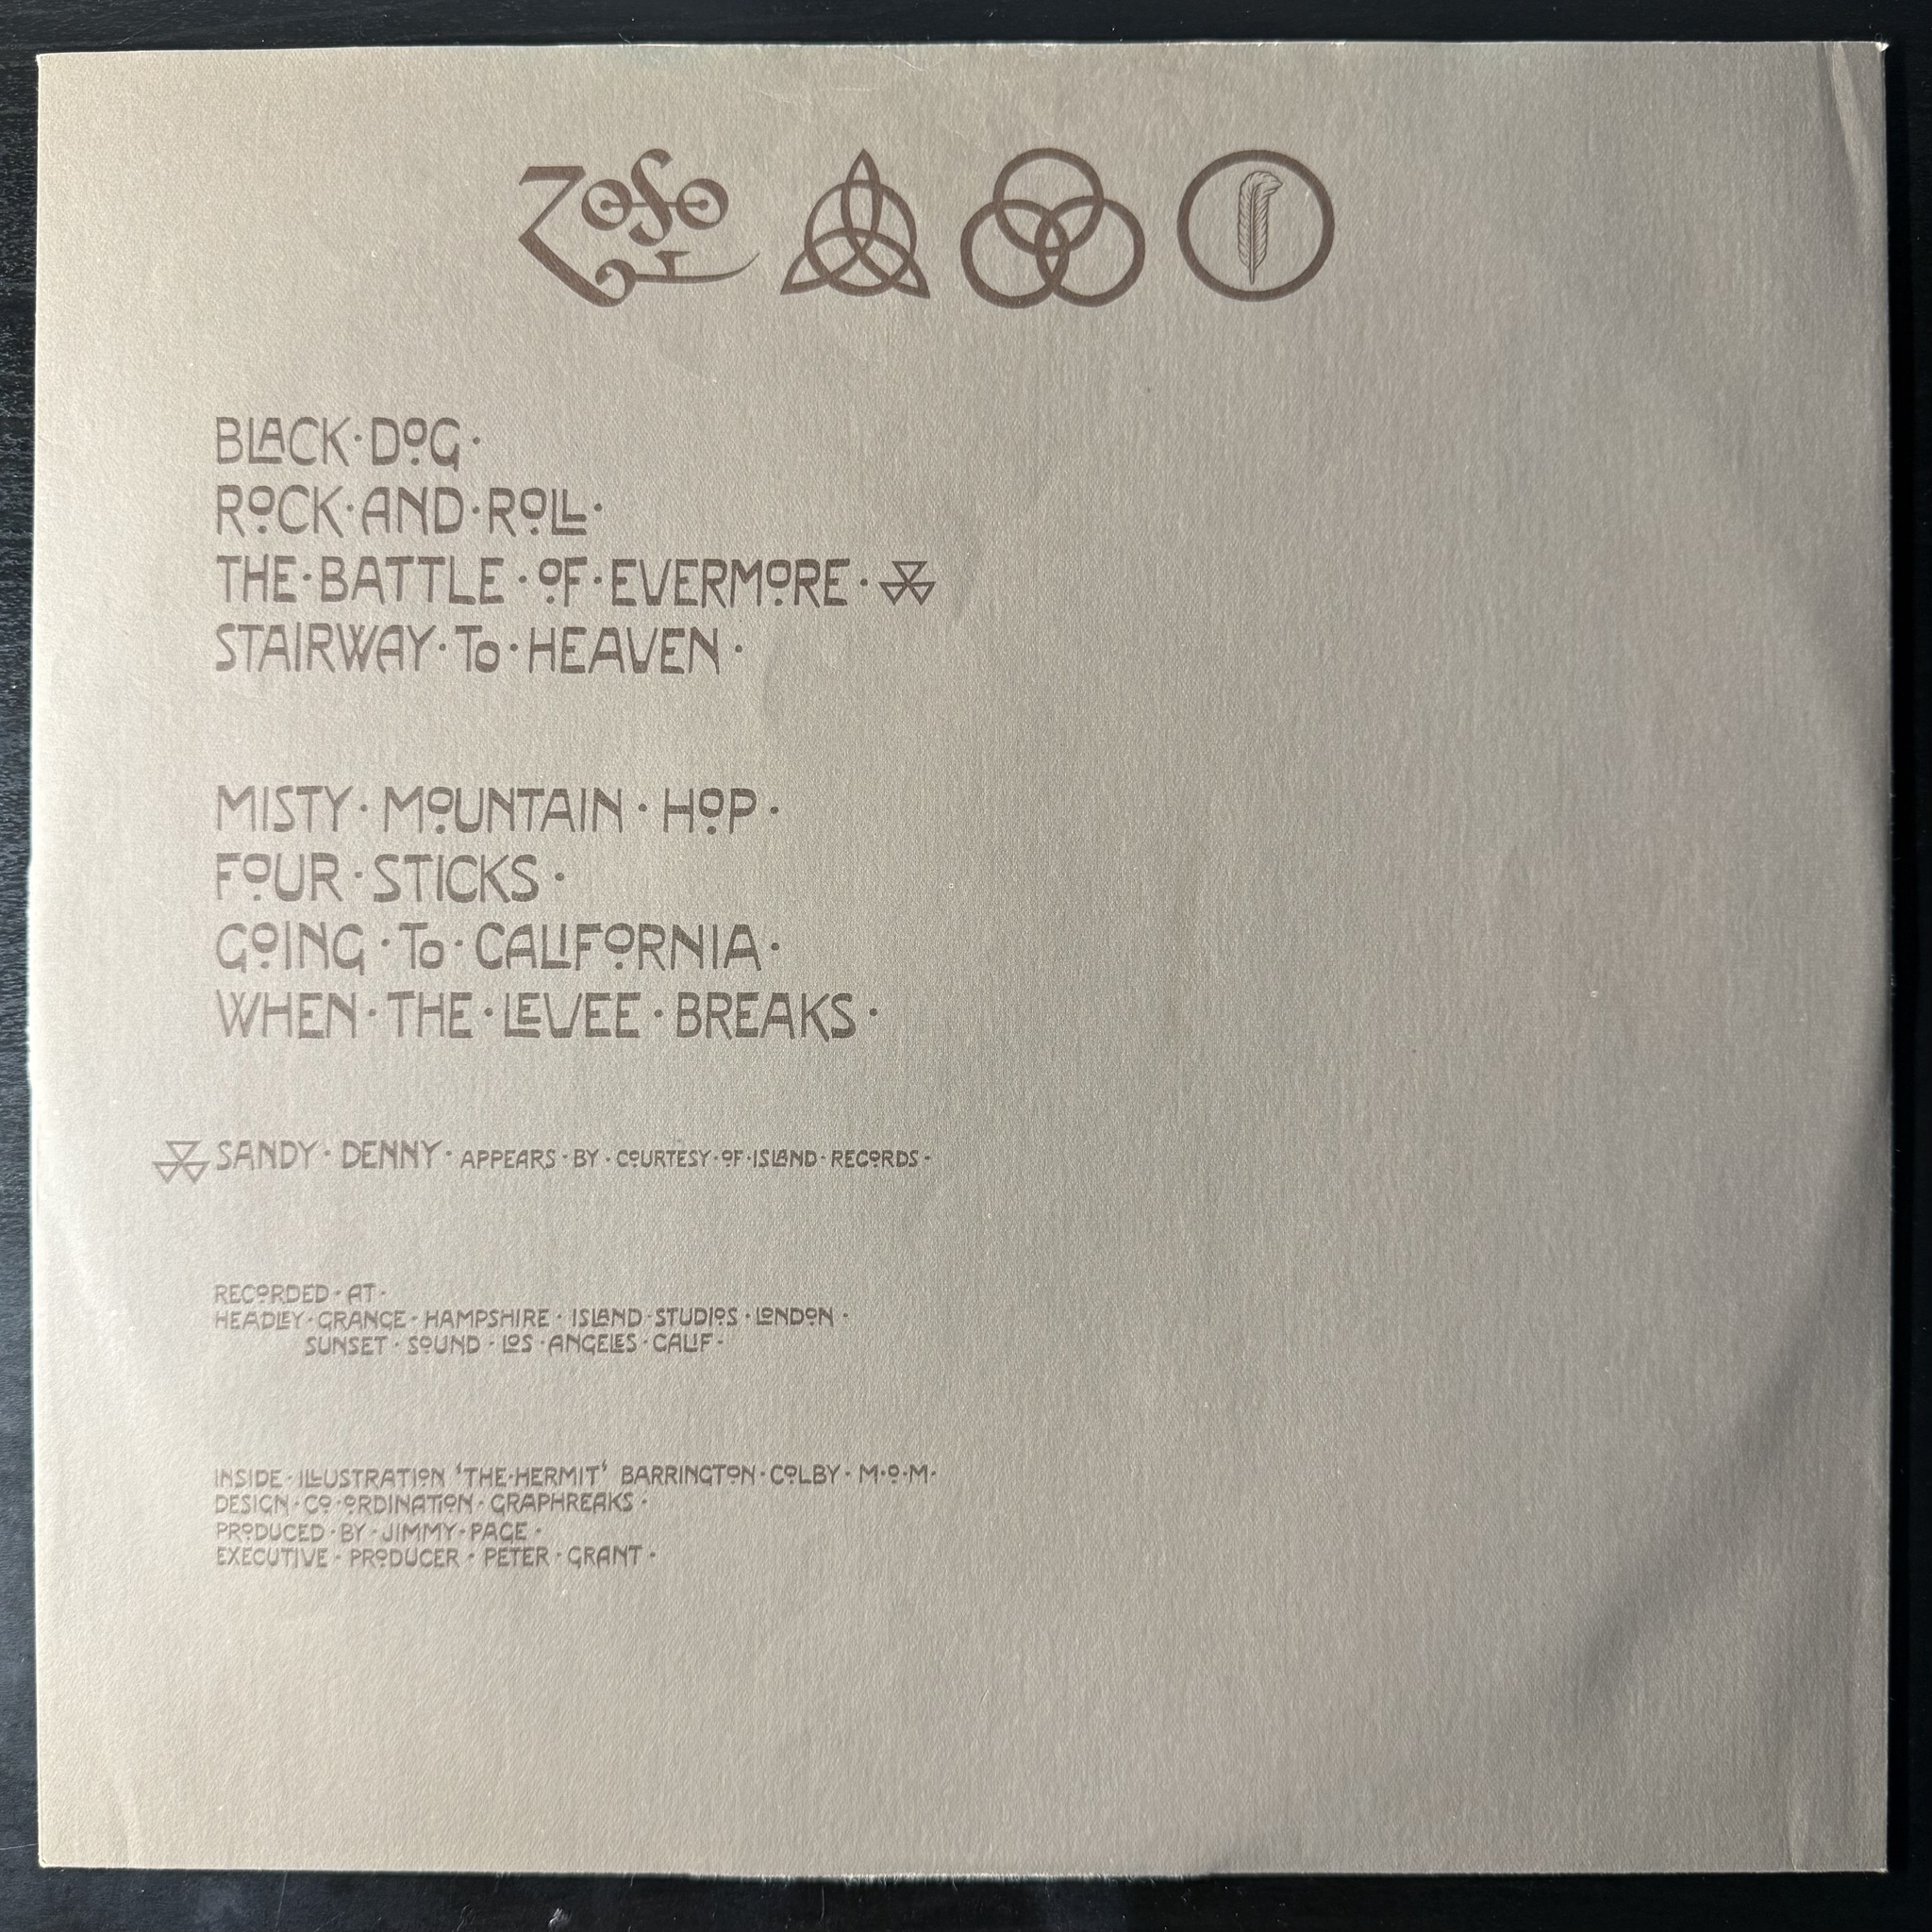 ZOSO
BLACK·DOG·
ROCK·AND·ROLL·
THE·BATTLE·OF·EVERMORE·
STAIRWAY·TO·HEAVEN·
MISTY·MOUNTAIN·HOP·
FOUR·STICKS·
GOING·TO·CALIFORNIA·
WHEN·THE·LEVEE·BREAKS·
SANDY·DENNY·APPEARS·BY·COURTESY·OF·ISLAND·RECORDS·
RECORDED·AT·
HEADLEY·GRANGE·HAMPSHIRE·ISLAND·STUDIOS·LONDON·
SUNSET·SOUND·LOS·ANGELES·CALIF·
INSIDE·ILLUSTRATION 'THE·HERMIT' BARRINGTON·COLBY·M·O·M·
DESIGN·CO·ORDINATION·GRAPHREAKS·
PRODUCED·BY·JIMMY·PAGE·
EXECUTIVE·PRODUCER·PETER·GRANT·